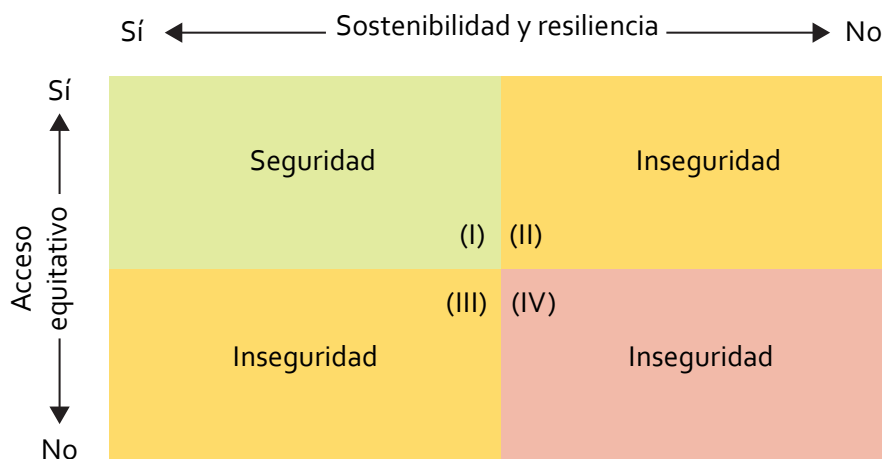 Sí Sostenibilidad y resiliencia No
Sí
Acceso
equitativo
No
Seguridad
Inseguridad
(I)
(II)
(III)
(IV)
Inseguridad
Inseguridad